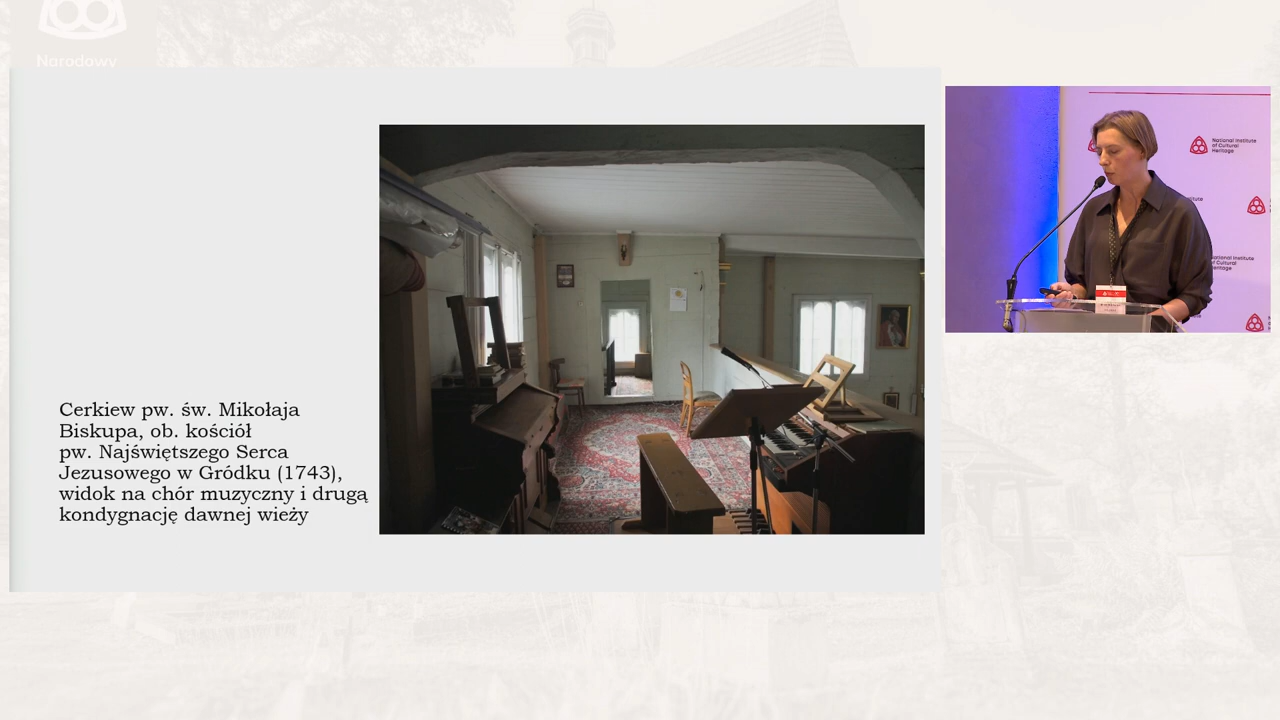 Narodowy
Cerkiew pw. św. Mikołaja
Biskupa, ob. kościół
pw. Najświętszego Serca
Jezusowego w Gródku (1743),
widok na chór muzyczny i drugą
kondygnację dawnej wieży
National Institute
of Cultural
Heritage